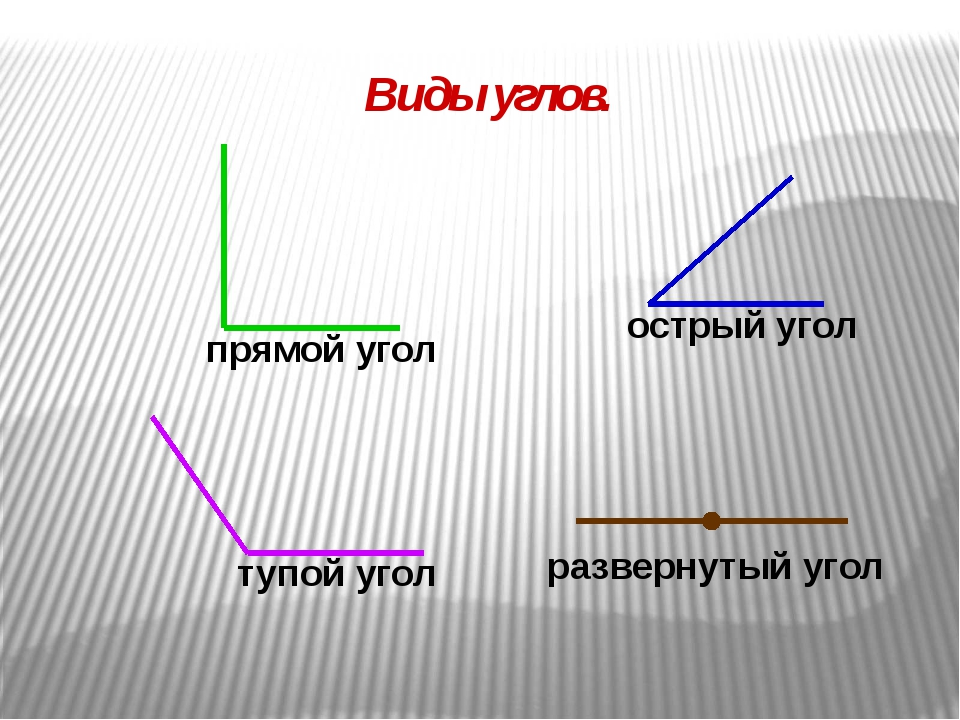 Виды углов.
прямой угол
острый угол
тупой угол
развернутый угол